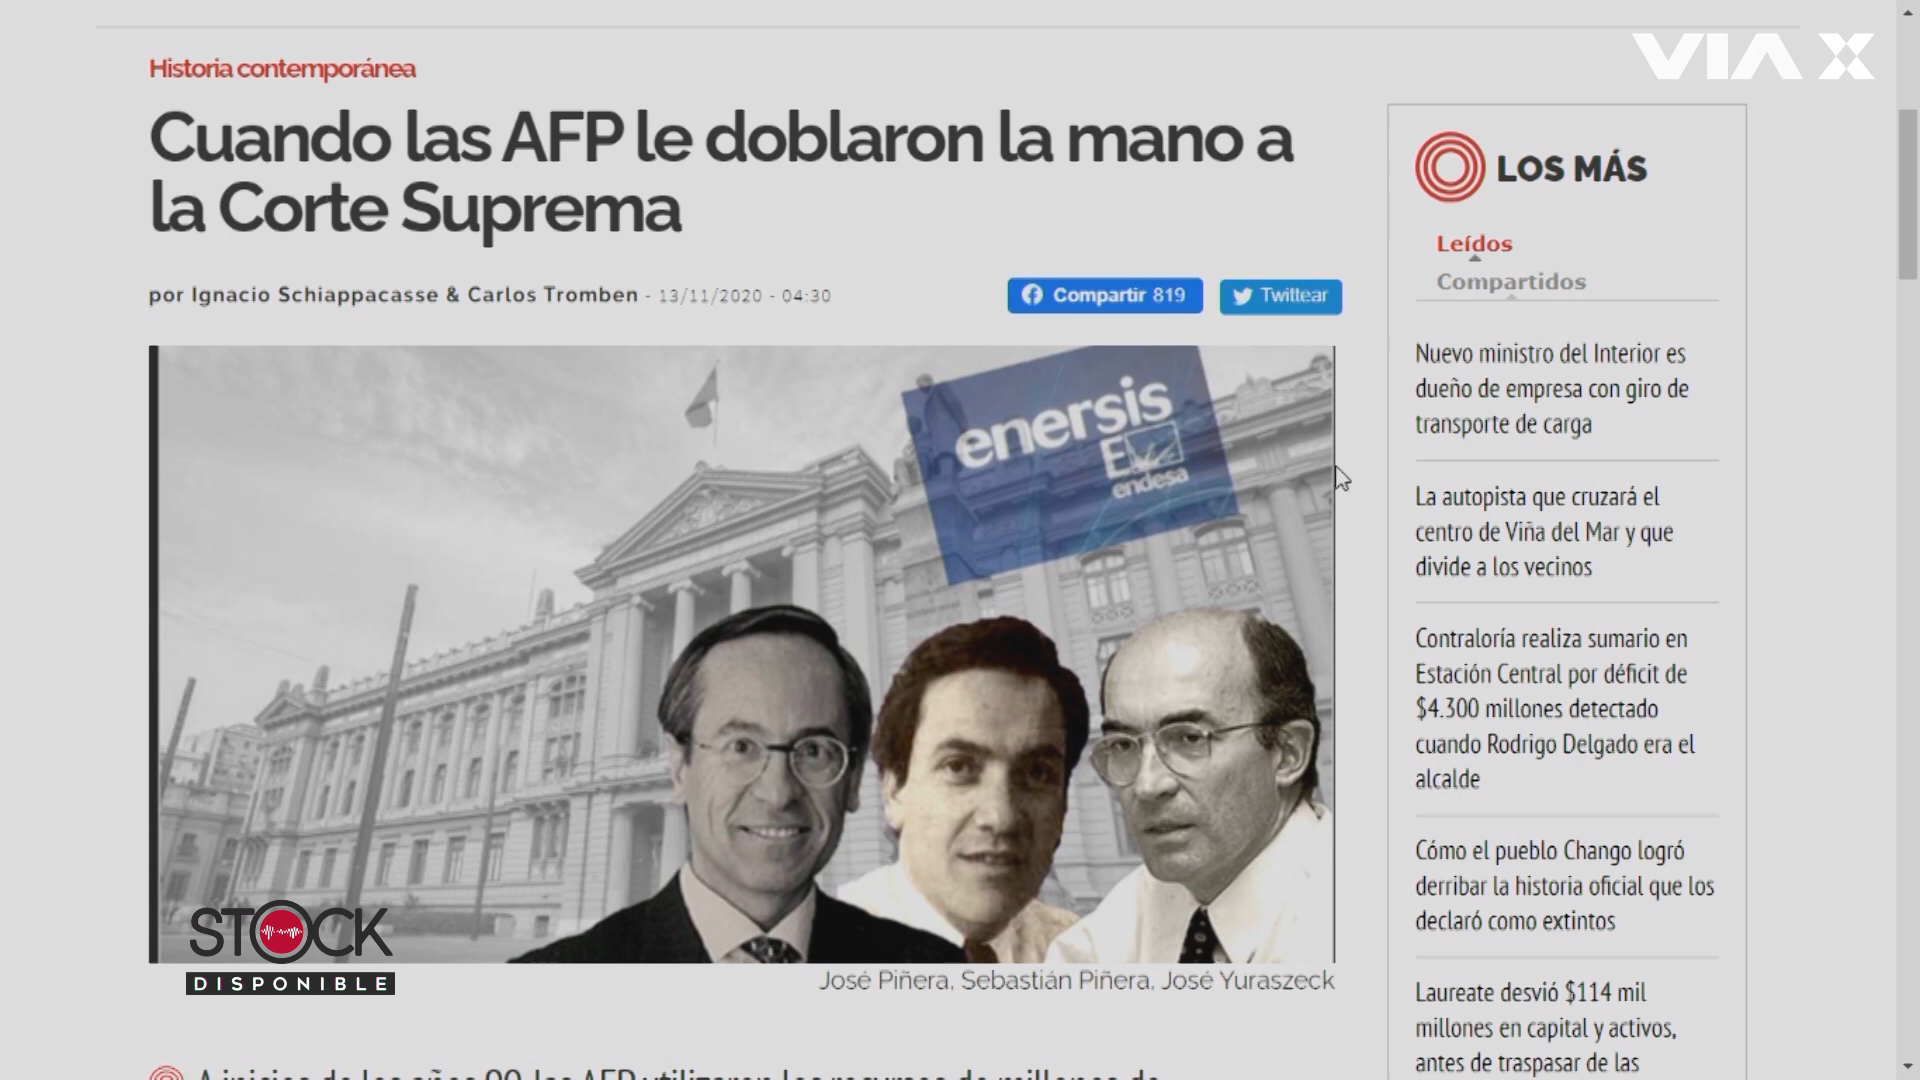 VIA X
Historia contemporánea
Cuando las AFP le doblaron la mano a
la Corte Suprema
por Ignacio Schiappacasse & Carlos Tromben - 13/11/2020 - 04:30
Compartir 819
Twittear
enersis
endesa
STOCK
DISPONIBLE
José Piñera, Sebastián Piñera, José Yuraszeck
LOS MÁS
Leídos
Compartidos
Nuevo ministro del Interior es
dueño de empresa con giro de
transporte de carga
La autopista que cruzará el
centro de Viña del Mar y que
divide a los vecinos
Contraloría realiza sumario en
Estación Central por déficit de
$4.300 millones detectado
cuando Rodrigo Delgado era el
alcalde
Cómo el pueblo Chango logró
derribar la historia oficial que los
declaró como extintos
Laureate desvió $114 mil
millones en capital y activos,
antes de traspasar de las